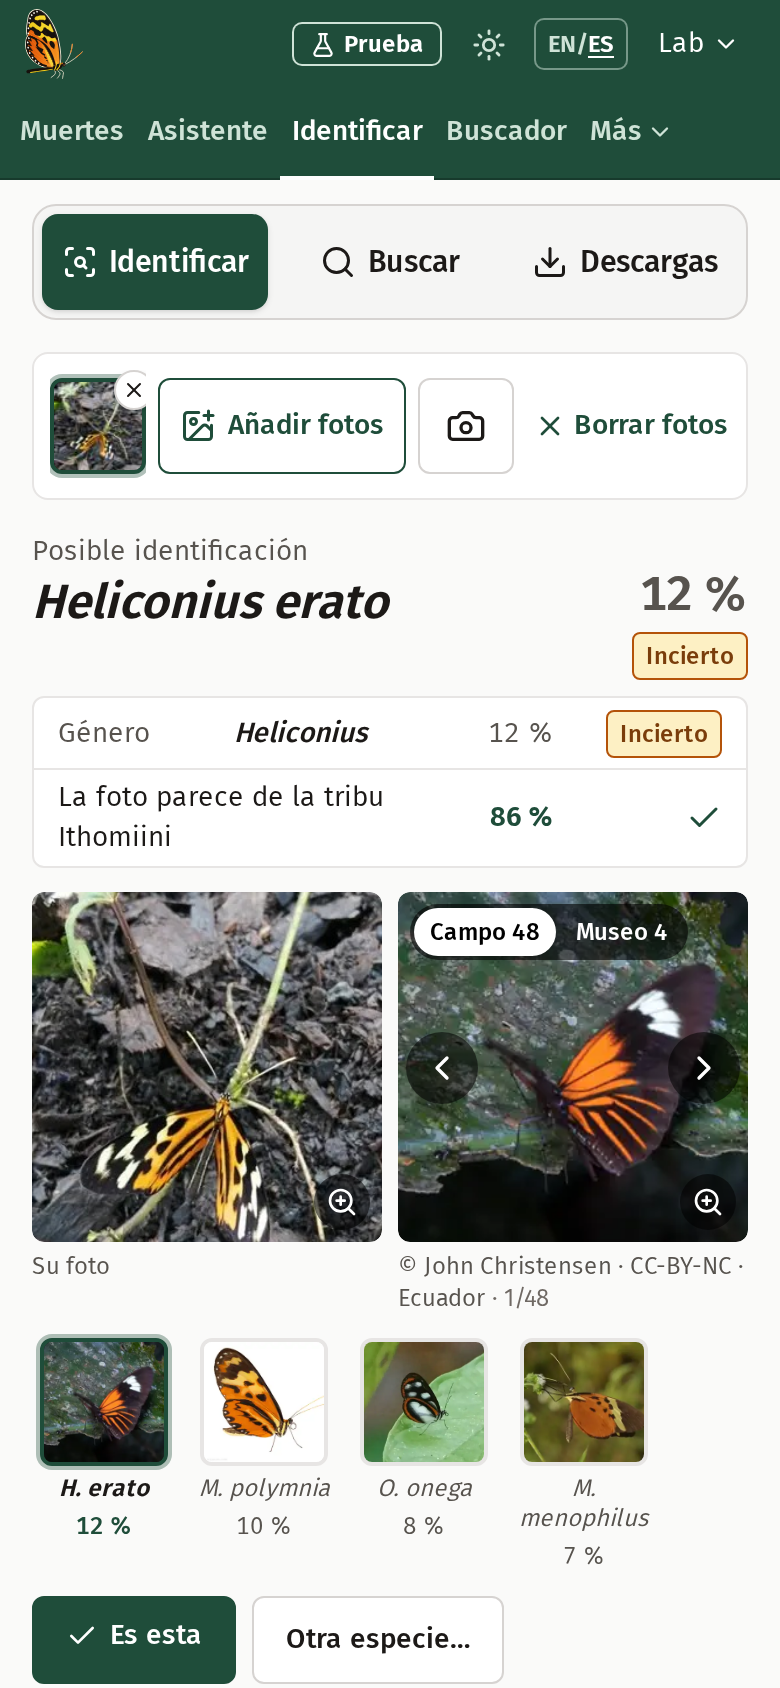 Prueba
EN/ES
Lab
Muertes
Asistente
Identificar
Buscador
Más
Identificar
Buscar
Descargas
Añadir fotos
Borrar fotos
Posible identificación
Heliconius erato
12 %
Incierto
Género
Heliconius
12 %
Incierto
La foto parece de la tribu
Ithomiini
86 %
Campo 48
Museo 4
Su foto
© John Christensen · CC-BY-NC ·
Ecuador · 1/48
H. erato
12 %
M. polymnia
10 %
O. onega
8 %
M.
menophilus
7 %
Es esta
Otra especie...